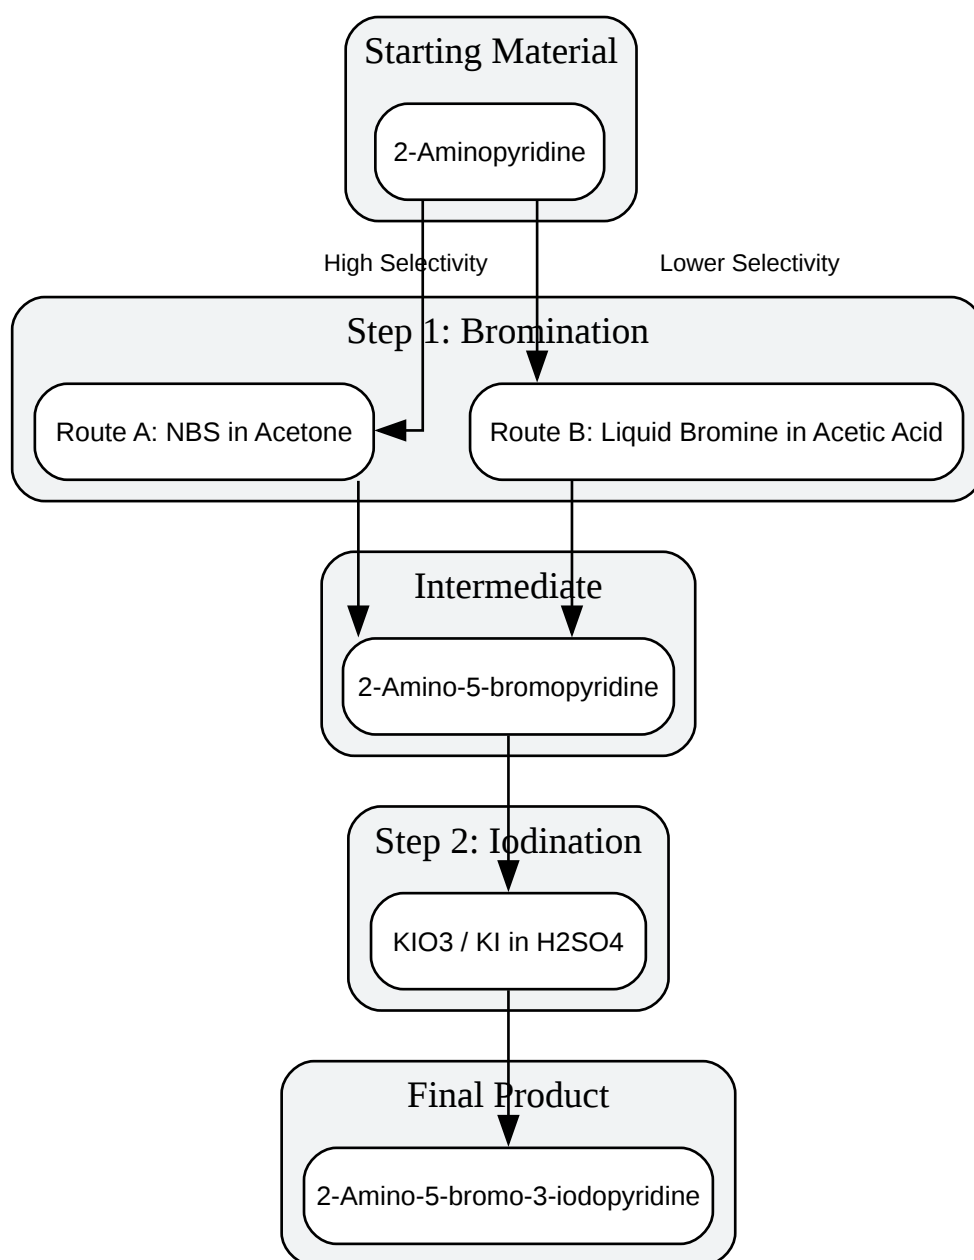 Starting Material
2-Aminopyridine
High Selectivity
Lower Selectivity
Step 1: Bromination
Route A: NBS in Acetone
Route B: Liquid Bromine in Acetic Acid
Intermediate
2-Amino-5-bromopyridine
Step 2: Iodination
KIO3 / KI in H2SO4
Final Product
2-Amino-5-bromo-3-iodopyridine